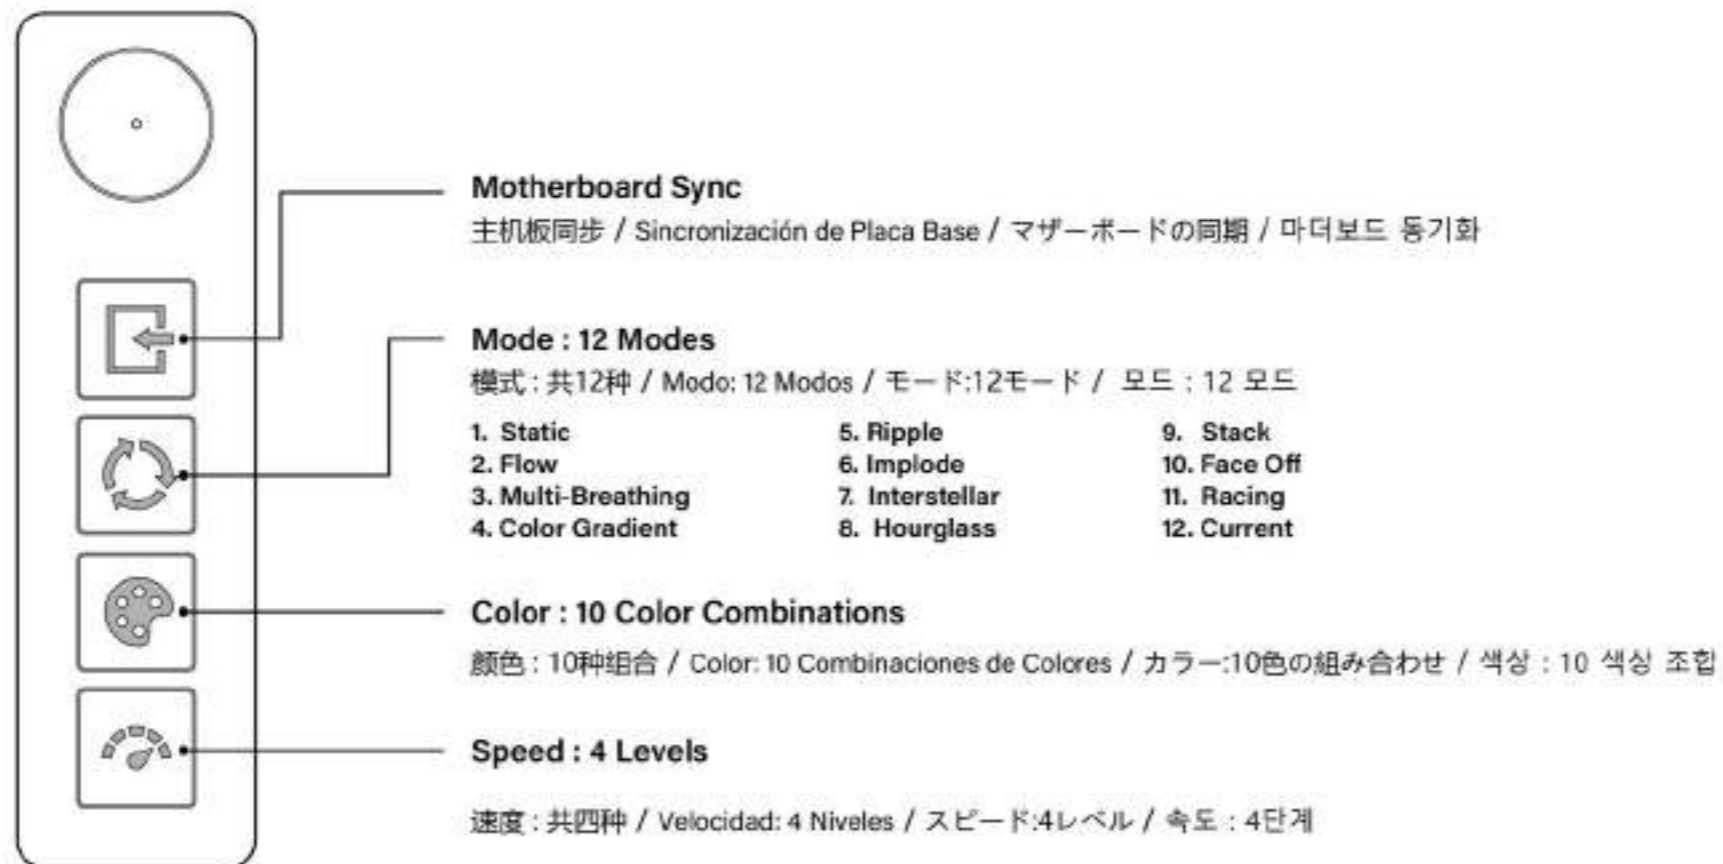 Motherboard Sync
主机板同步 / Sincronización de Placa Base / マザーボードの同期 / 마더보드 동기화
Mode : 12 Modes
模式 : 共12种 / Modo: 12 Modos / モード:12モード / 모드 : 12 모드
1. Static
2. Flow
3. Multi-Breathing
4. Color Gradient
5. Ripple
6. Implode
7. Interstellar
8. Hourglass
9. Stack
10. Face Off
11. Racing
12. Current
Color : 10 Color Combinations
颜色 : 10种组合 / Color: 10 Combinaciones de Colores / カラー:10色の組み合わせ / 색상 : 10 색상 조합
Speed : 4 Levels
速度 : 共四种 / Velocidad: 4 Niveles / スピード:4レベル / 속도 : 4단계